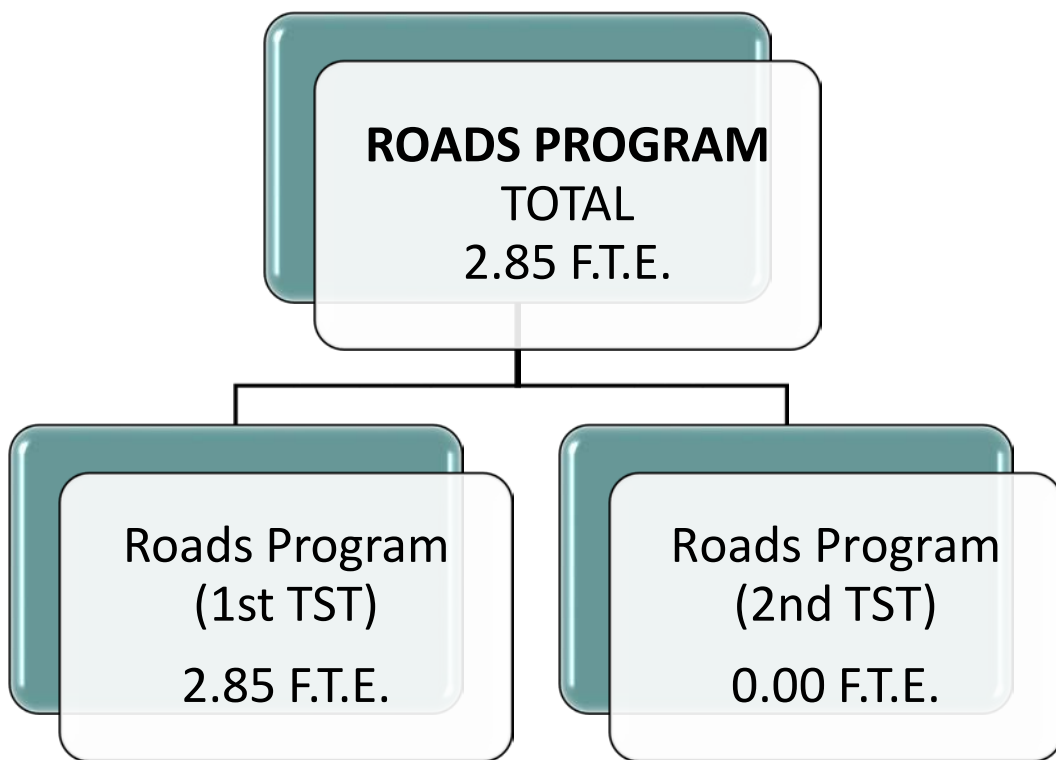 ROADS PROGRAM
TOTAL
2.85 F.T.E.
Roads Program
(1st TST)
2.85 F.T.E.
Roads Program
(2nd TST)
0.00 F.T.E.